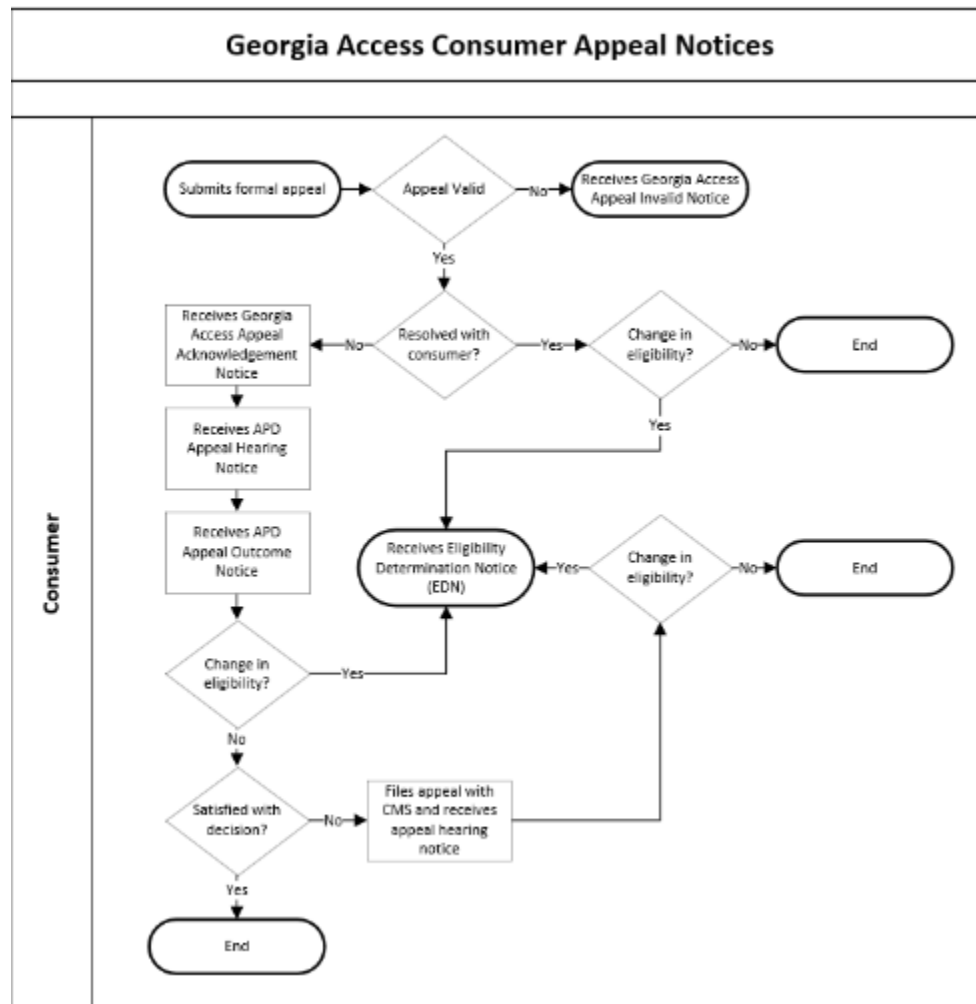 Georgia Access Consumer Appeal Notices
Consumer
Submits formal appeal
Appeal Valid
No
Receives Georgia Access
Appeal Invalid Notice
Yes
Receives Georgia
Access Appeal
Acknowledgement
Notice
No
Resolved with
consumer?
Yes
Change in
eligibility?
No
End
Yes
Receives APD
Appeal Hearing
Notice
Receives APD
Appeal Outcome
Notice
Receives Eligibility
Determination Notice
(EDN)
Yes
Change in
eligibility?
No
End
Change in
eligibility?
Yes
No
Satisfied with
decision?
No
Files appeal with
CMS and receives
appeal hearing
notice
Yes
End